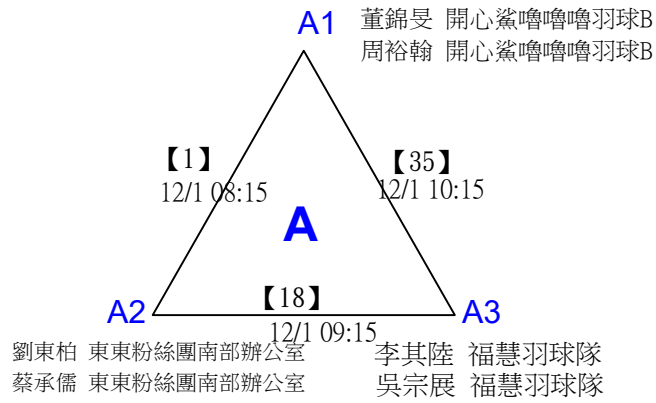 A1
董錦旻 開心鯊嚕嚕嚕羽球B
周裕翰 開心鯊嚕嚕嚕羽球B
【1】
12/1 08:15
【35】
12/1 10:15
A
【18】
12/1 09:15
A2
A3
劉東柏 東東粉絲團南部辦公室
蔡承儒 東東粉絲團南部辦公室
李其陸 福慧羽球隊
吳宗展 福慧羽球隊